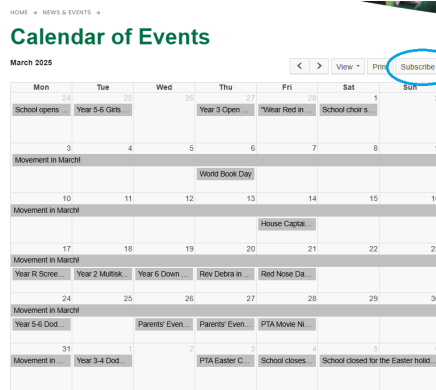 HOME → NEWS & EVENTS →
Calendar of Events
March 2025
View Print Subscribe
Mon Tue Wed Thu Fri Sat Sun
24 25 26 27 28 1
School opens ... Year 5-6 Girls ... Year 3 Open ... "Wear Red in ... School choir s...
3 4 5 6 7 8
Movement in March!
World Book Day
10 11 12 13 14 15
Movement in March!
House Captai...
17 18 19 20 21 22
Movement in March!
Year R Scree... Year 2 Multisk... Year 6 Down ... Rev Debra in ... Red Nose Da...
24 25 26 27 28 29
Movement in March!
Year 5-6 Dod... Parents' Even... Parents' Even... PTA Movie Ni...
31 1 2 3 4 5
Movement in ... Year 3-4 Dod... PTA Easter C... School closes... School closed for the Easter holid...